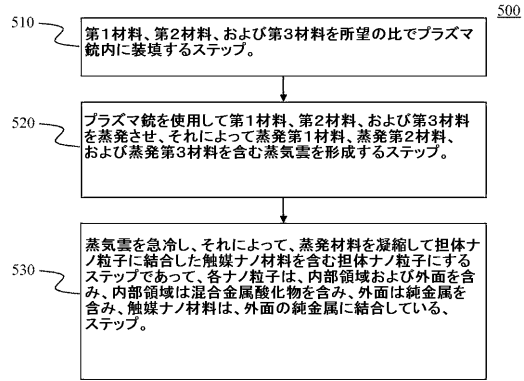 500
510
第1材料、第2材料、および第3材料を所望の比でプラズマ
銃内に装填するステップ。
520
プラズマ銃を使用して第1材料、第2材料、および第3材料
を蒸発させ、それによって蒸発第1材料、蒸発第2材料、
および蒸発第3材料を含む蒸気雲を形成するステップ。
530
蒸気雲を急冷し、それによって、蒸発材料を凝縮して担体ナ
ノ粒子に結合した触媒ナノ材料を含む担体ナノ粒子にする
ステップであって、各ナノ粒子は、内部領域および外面を含
み、内部領域は混合金属酸化物を含み、外面は純金属を
含み、触媒ナノ材料は、外面の純金属に結合している、
ステップ。